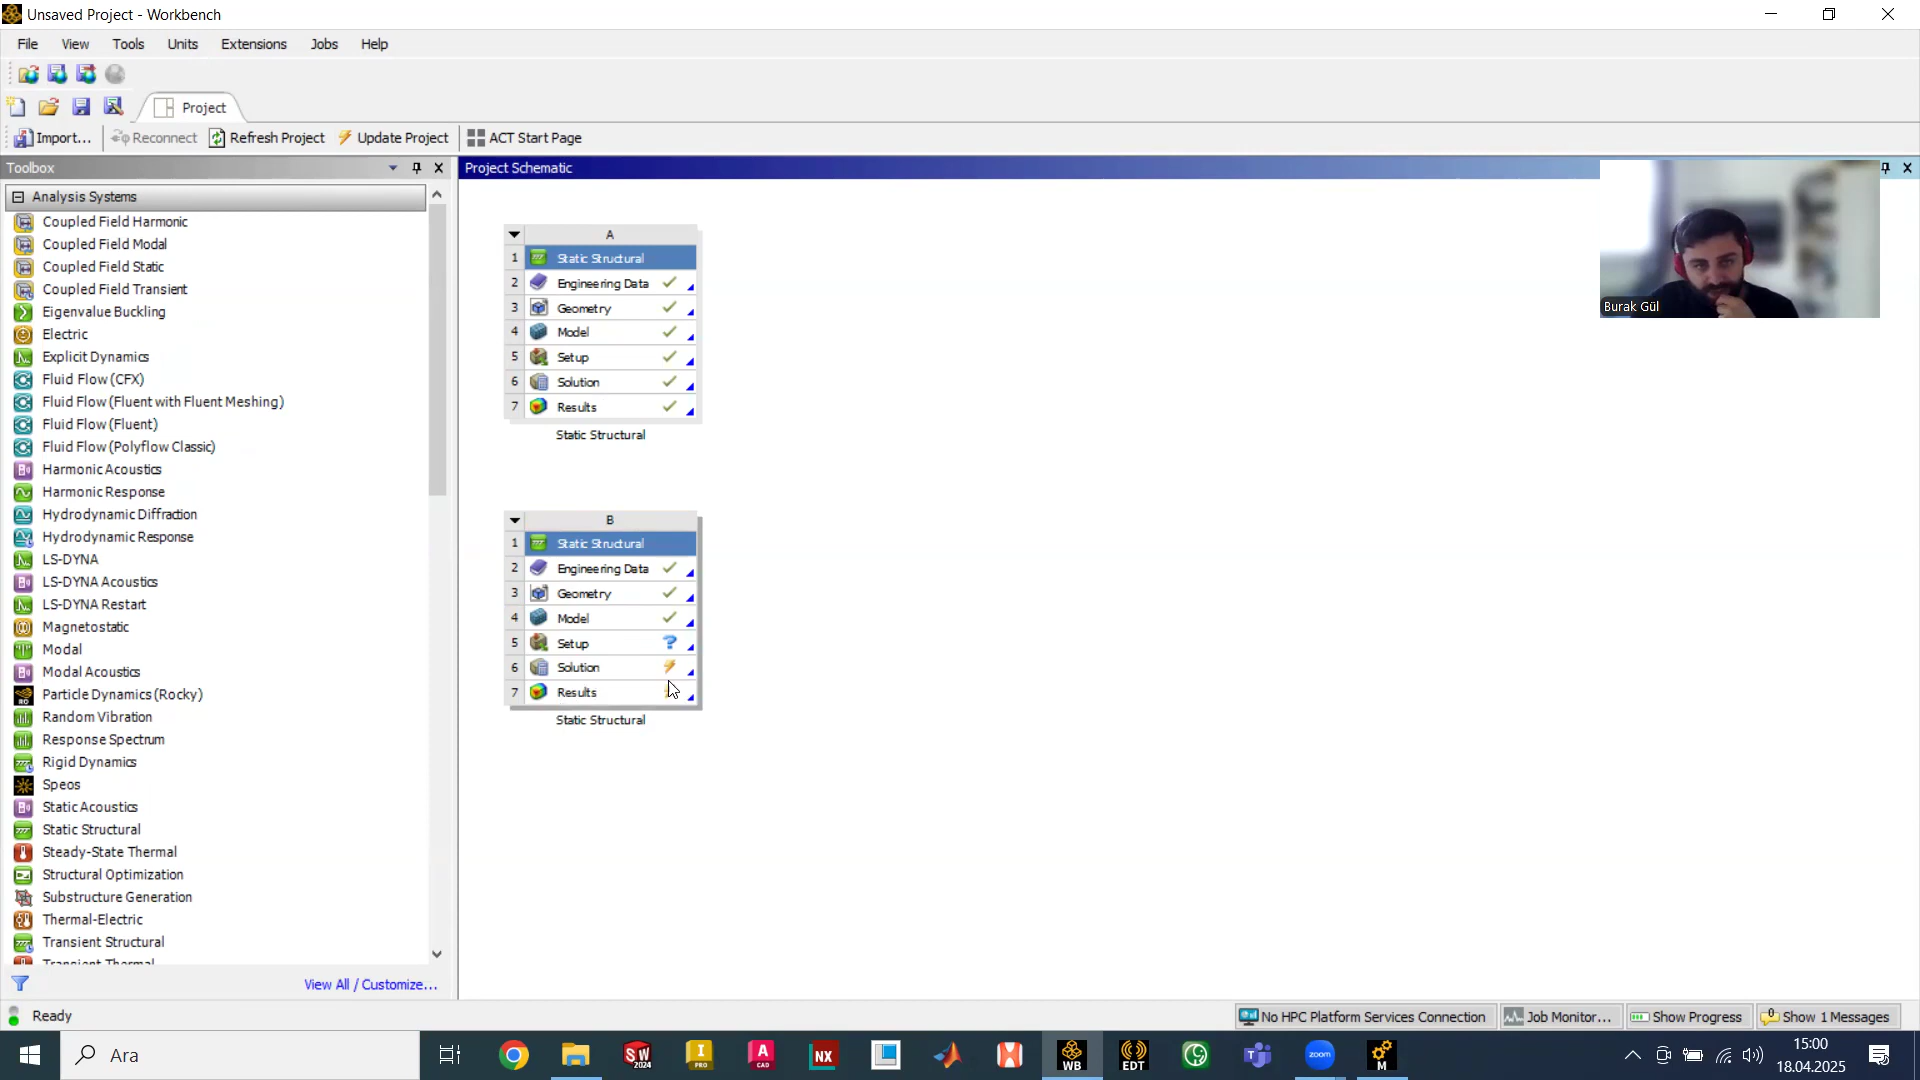 Unsaved Project - Workbench
File View Tools Units Extensions Jobs Help
Project
Import... Reconnect Refresh Project Update Project ACT Start Page
Toolbox
Project Schematic
Analysis Systems
Coupled Field Harmonic
Coupled Field Modal
Coupled Field Static
Coupled Field Transient
Eigenvalue Buckling
Electric
Explicit Dynamics
Fluid Flow (CFX)
Fluid Flow (Fluent with Fluent Meshing)
Fluid Flow (Fluent)
Fluid Flow (Polyflow Classic)
Harmonic Acoustics
Harmonic Response
Hydrodynamic Diffraction
Hydrodynamic Response
LS-DYNA
LS-DYNA Acoustics
LS-DYNA Restart
Magnetostatic
Modal
Modal Acoustics
Particle Dynamics (Rocky)
Random Vibration
Response Spectrum
Rigid Dynamics
Speos
Static Acoustics
Static Structural
Steady-State Thermal
Structural Optimization
Substructure Generation
Thermal-Electric
Transient Structural
Transient Thermal
View All / Customize...
A
1 Static Structural
2 Engineering Data
3 Geometry
4 Model
5 Setup
6 Solution
7 Results
Static Structural
B
1 Static Structural
2 Engineering Data
3 Geometry
4 Model
5 Setup ?
6 Solution
7 Results
Static Structural
Burak Gül
Ready
No HPC Platform Services Connection Job Monitor... Show Progress Show 1 Messages
Ara
SW 2024
I PRO
A CAD
NX
WB
EDT
zoom
M
15:00
18.04.2025